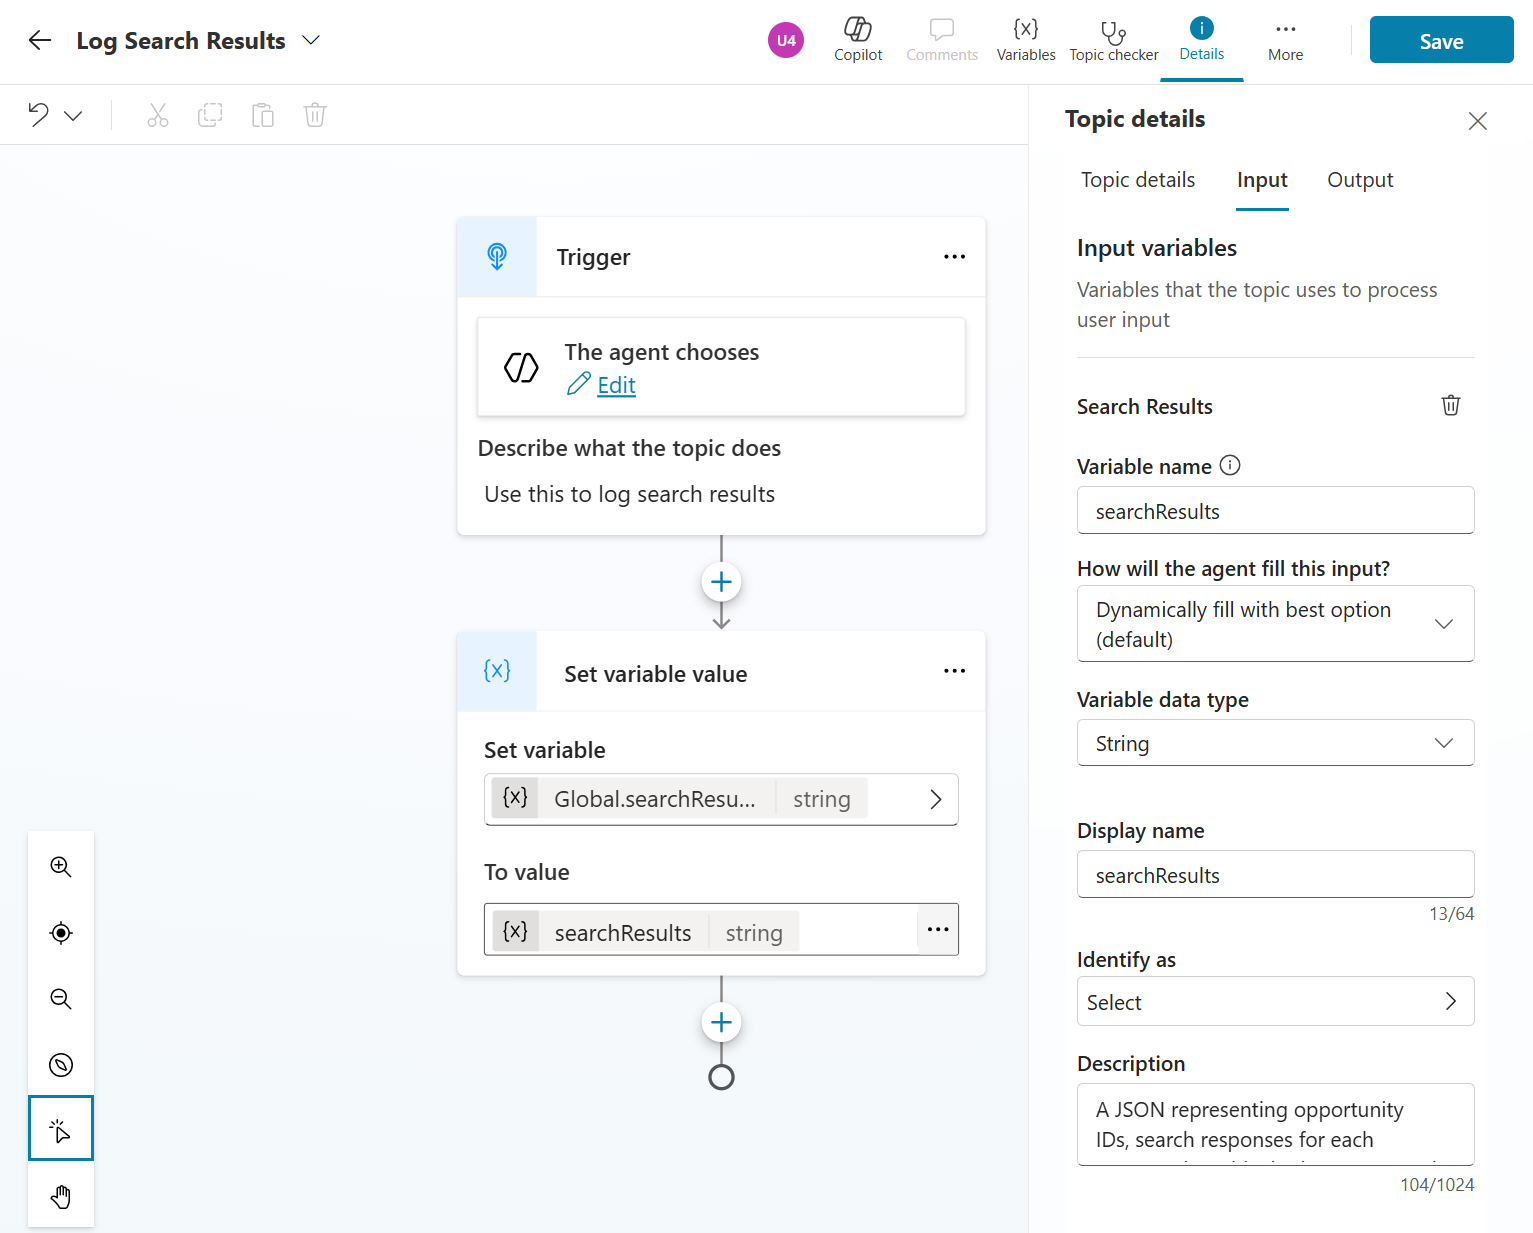 Log Search Results
U4
Copilot
Comments
Variables
Topic checker
Details
More
Save
Topic details
Topic details
Input
Output
Input variables
Variables that the topic uses to process
user input
Search Results
Variable name
searchResults
How will the agent fill this input?
Dynamically fill with best option
(default)
Variable data type
String
Display name
searchResults
13/64
Identify as
Select
Description
A JSON representing opportunity
IDs, search responses for each
104/1024
Trigger
The agent chooses
Edit
Describe what the topic does
Use this to log search results
{x}
Set variable value
Set variable
{x} Global.searchResu... string
To value
{x} searchResults string